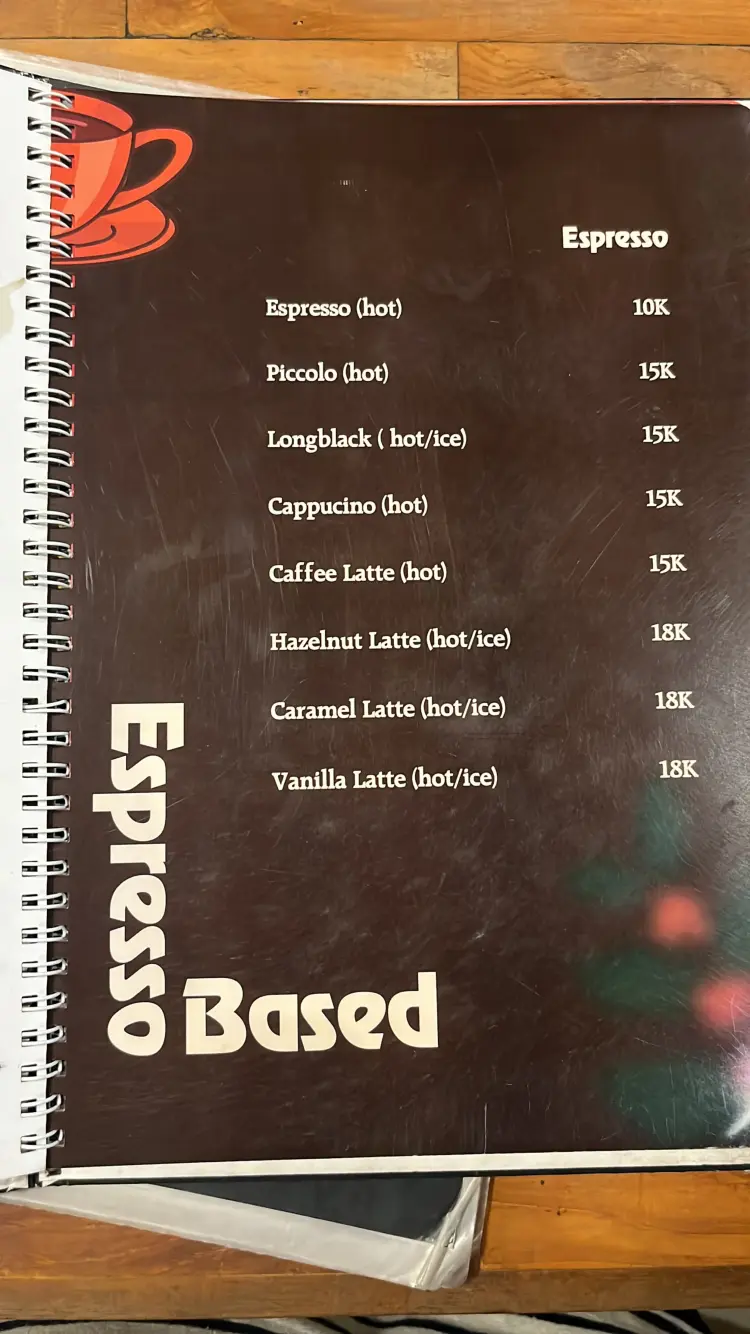 Espresso
Espresso (hot) 10K
Piccolo (hot) 15K
Longblack ( hot/ice) 15K
Cappucino (hot) 15K
Caffee Latte (hot) 15K
Hazelnut Latte (hot/ice) 18K
Caramel Latte (hot/ice) 18K
Vanilla Latte (hot/ice) 18K
Espresso
Based